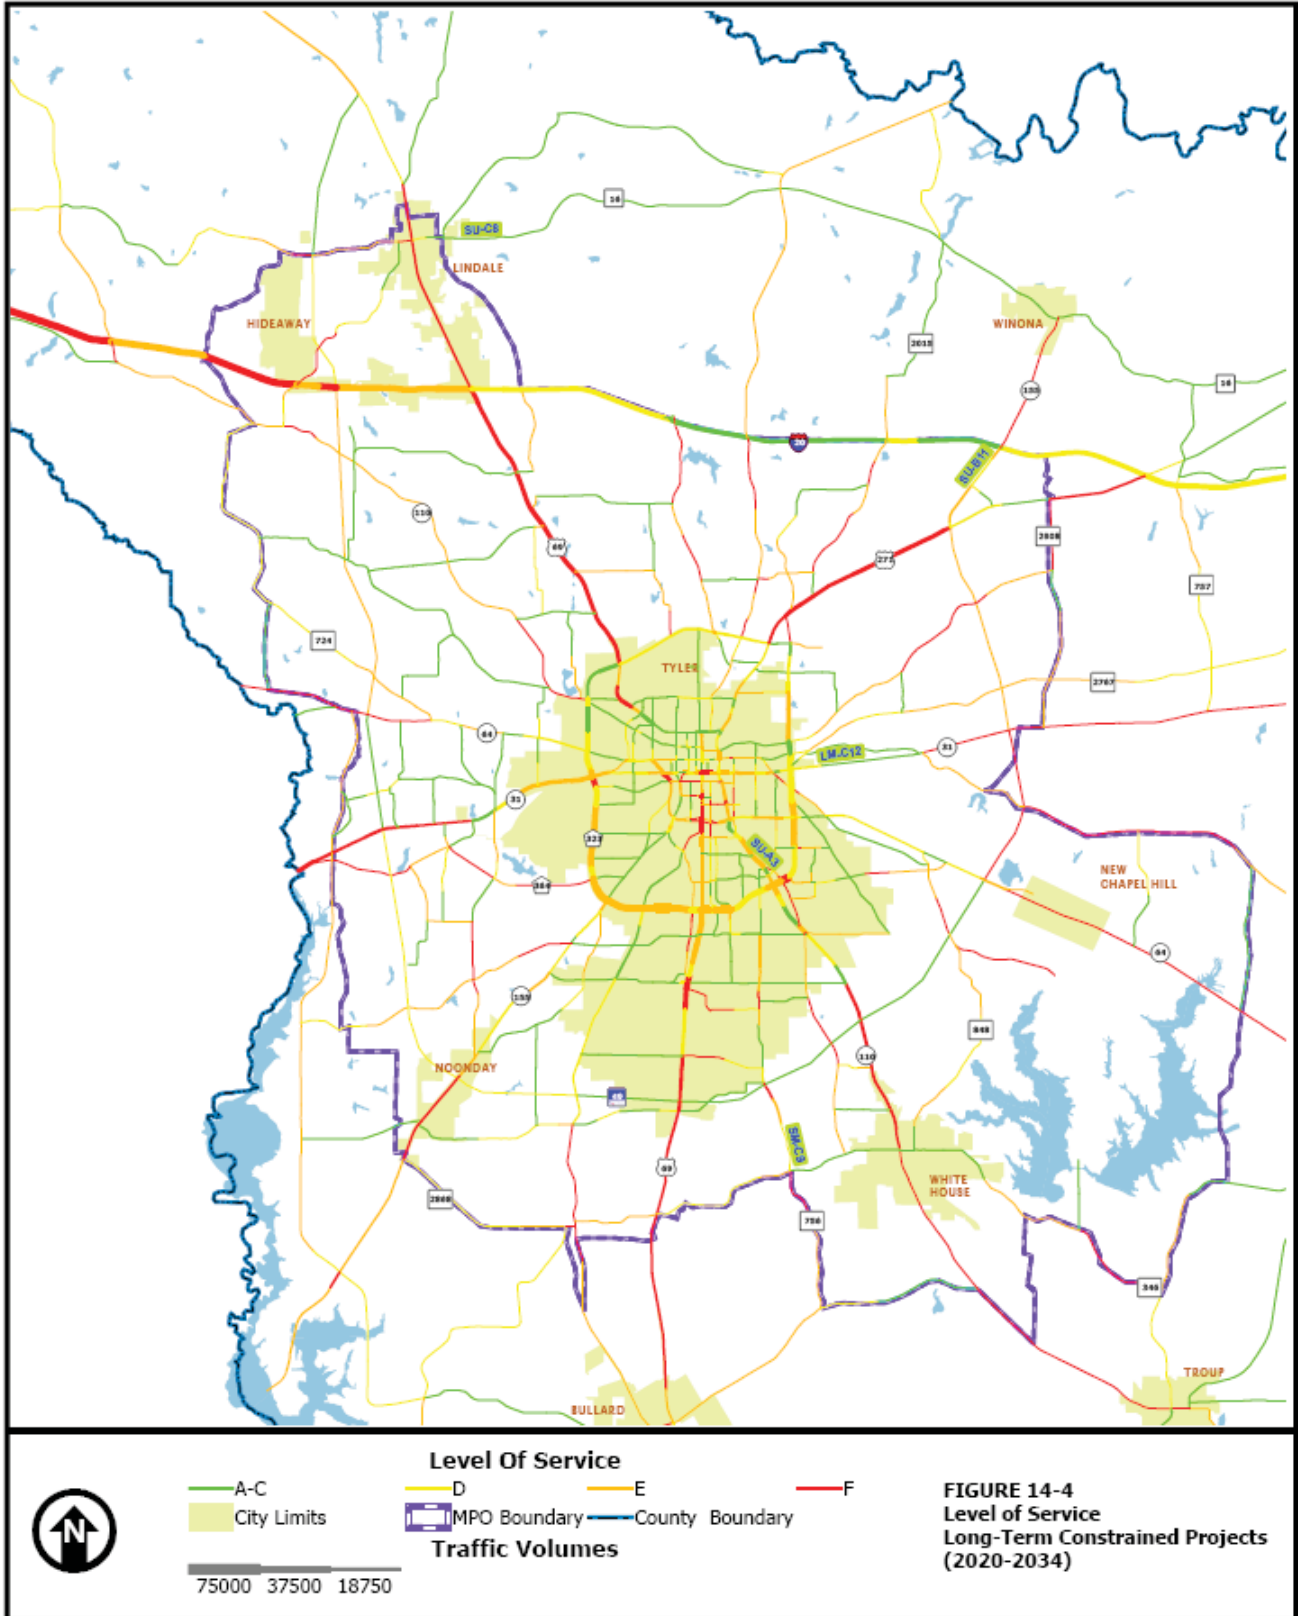 16
SU-C8
LINDALE
HIDEAWAY
WINONA
2015
16
155
20
SU-B11
110
69
271
2908
757
724
TYLER
2767
64
LM-C12
31
31
323
SU-A3
NEW
CHAPEL HILL
364
64
155
848
110
NOONDAY
49
SM-C9
69
WHITE
HOUSE
2868
756
346
TROUP
BULLARD
Level Of Service
A-C
D
E
F
City Limits
MPO Boundary
County Boundary
Traffic Volumes
75000 37500 18750
N
FIGURE 14-4
Level of Service
Long-Term Constrained Projects
(2020-2034)